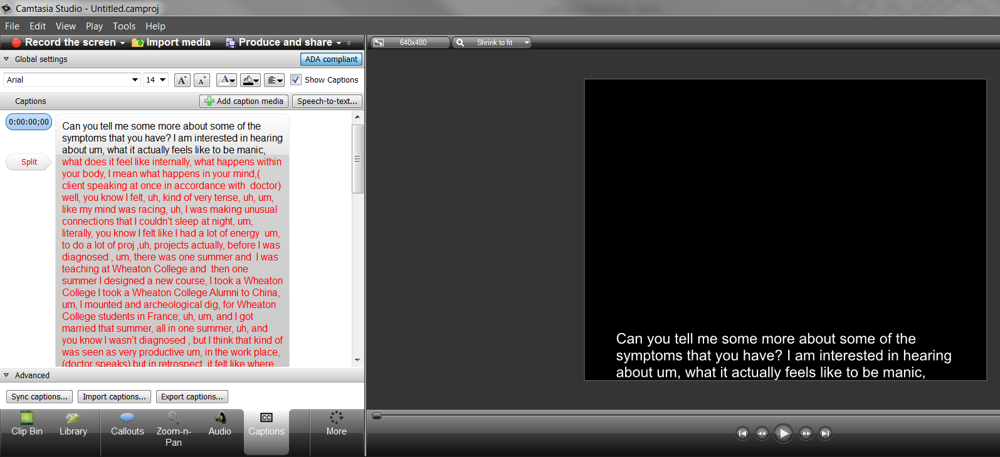 Camtasia Studio - Untitled.camproj
File Edit View Play Tools Help
Record the screen Import media Produce and share
640x480 Shrink to fit
Global settings ADA compliant
Arial 14 A A A Show Captions
Captions Add caption media Speech-to-text...
0:00:00;00
Can you tell me some more about some of the
symptoms that you have? I am interested in hearing
about um, what it actually feels like to be manic,
Split
what does it feel like internally, what happens within
your body, I mean what happens in your mind,(
client speaking at once in accordance with  doctor)
well, you know I felt, uh, kind of very tense, uh, um,
like my mind was racing, uh, I was making unusual
connections that I couldn't sleep at night, um,
literally, you know I felt like I had a lot of energy  um,
to do a lot of proj ,uh, projects actually, before I was
diagnosed , um, there was one summer and  I was
teaching at Wheaton College and  then one
summer I designed a new course, I took a Wheaton
College I took a Wheaton College Alumni to China,
um, I mounted and archeological dig, for Wheaton
College students in France; uh, um, and I got
married that summer, all in one summer, uh, and
you know I wasn't diagnosed , but I think that kind of
was seen as very productive um, in the work place,
(doctor speaks) but in retrospect, it felt like where
Can you tell me some more about some of the
symptoms that you have? I am interested in hearing
about um, what it actually feels like to be manic,
Advanced
Sync captions... Import captions... Export captions...
CC
Clip Bin Library Callouts Zoom-n-
Pan Audio Captions More